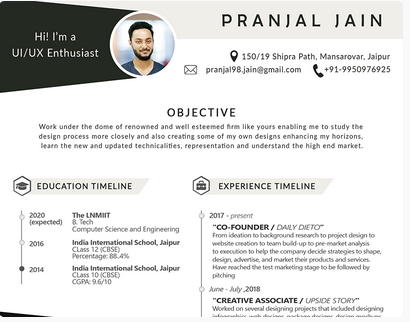 Hi! I'm a
UI/UX Enthusiast
PRANJAL JAIN
150/19 Shipra Path, Mansarovar, Jaipur
pranjal98.jain@gmail.com
+91-9950976925
OBJECTIVE
Work under the dome of renowned and well esteemed firm like yours enabling me to study the
design process more closely and also creating some of my own designs enhancing my horizons,
learn the new and updated technicalities, representation and understand the high end market.
EDUCATION TIMELINE
2020
(expected)
The LNMIIT
B. Tech
Computer Science and Engineering
2016
India International School, Jaipur
CLass 12 (CBSE)
Percentage: 88.4%
2014
India International School, Jaipur
CLass 10 (CBSE)
CGPA: 9.6/10
EXPERIENCE TIMELINE
2017 - present
"CO-FOUNDER / DAILY DIETO"
From ideation to background research to project design to
website creation to team build-up to pre-market analysis
to execution to help the company decide strategies to shape,
design, advertise, and market their products and services.
Have reached the test marketing stage to be followed by
pitching
June - July ,2018
"CREATIVE ASSOCIATE / UPSIDE STORY"
Worked on several designing projects that included designing